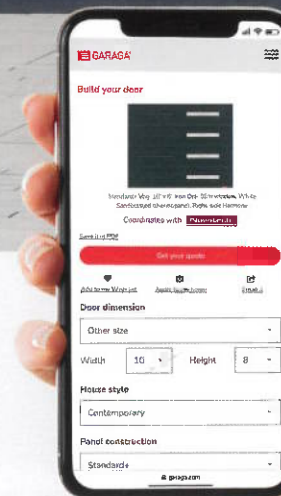 GARAGA
Build your door
Coordinates with
Get your quote
Door dimension
Other size
Width 10 Height 8
House style
Contemporary
Panel construction
Standard+
garaga.com